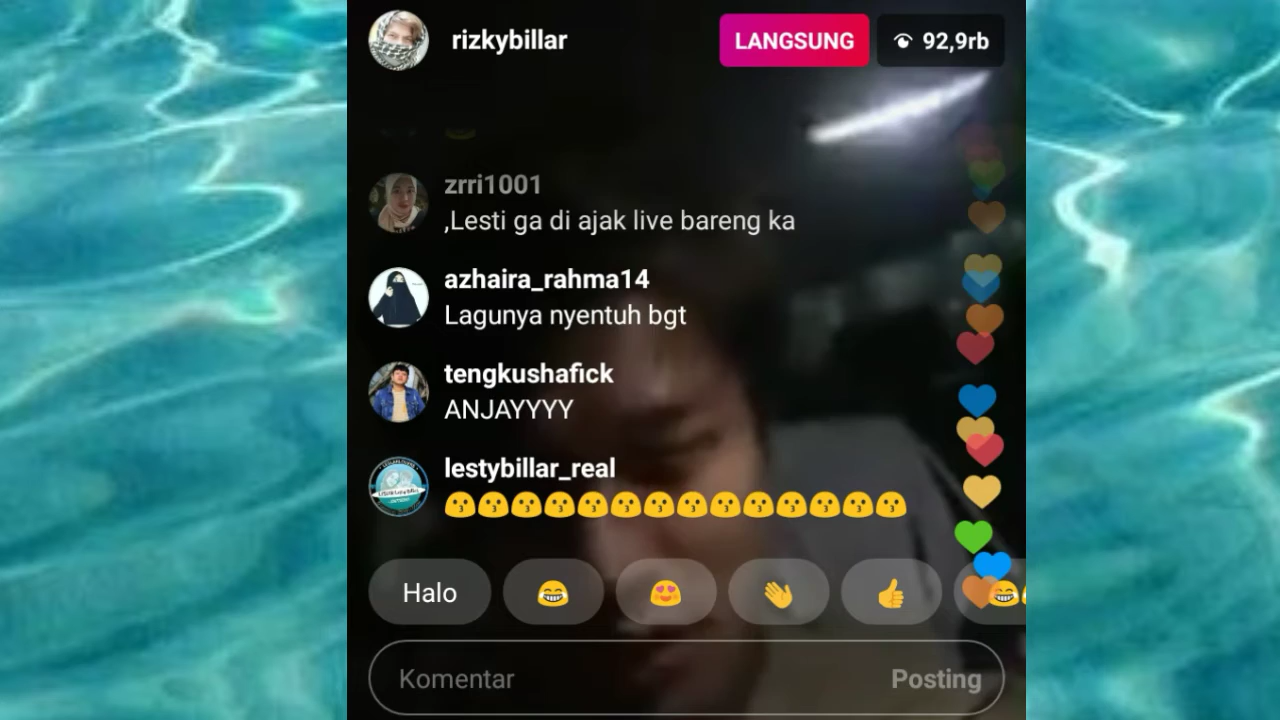 rizkybillar
LANGSUNG
92,9rb
zrri1001
,Lesti ga di ajak live bareng ka
azhaira_rahma14
Lagunya nyentuh bgt
tengkushafick
ANJAYYYY
lestybillar_real
😗😗😗😗😗😗😗😗😗😗😗😗😗😗
Halo 😂 😍 👏 👍 😂
Komentar
Posting